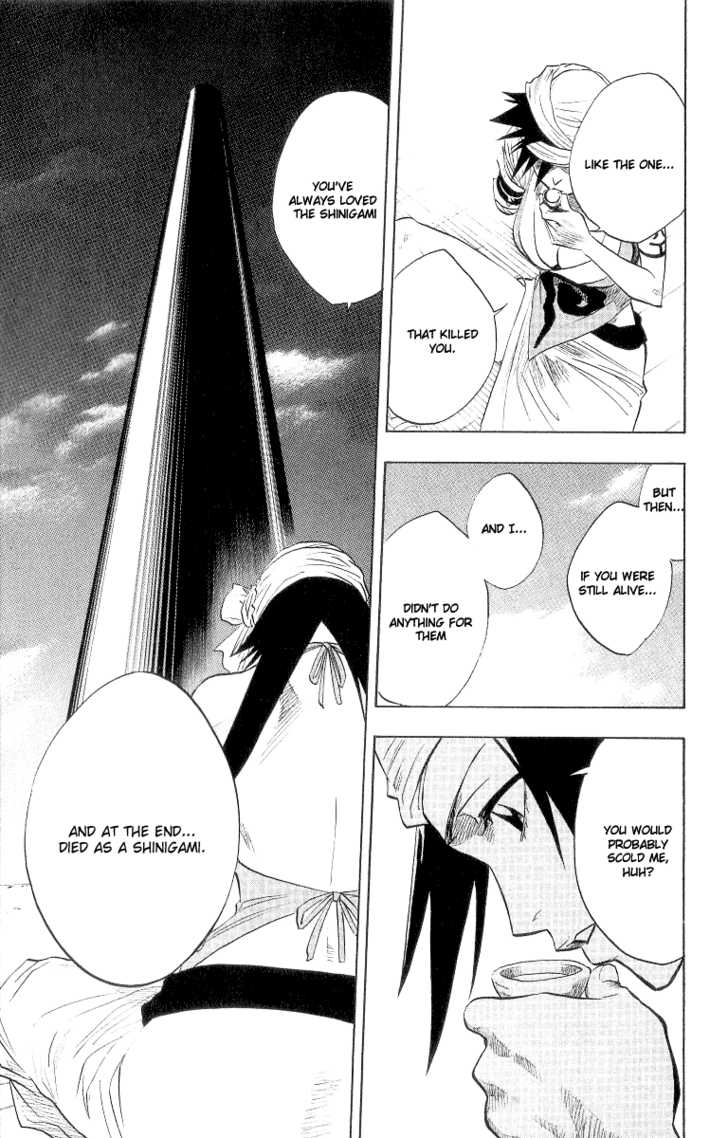 LIKE THE ONE...
THAT KILLED
YOU.
BUT
THEN...
IF YOU WERE
STILL ALIVE...
AND I...
DIDN'T DO
ANYTHING FOR
THEM
YOU WOULD
PROBABLY
SCOLD ME,
HUH?
YOU'VE
ALWAYS LOVED
THE SHINIGAMI
AND AT THE END...
DIED AS A SHINIGAMI.